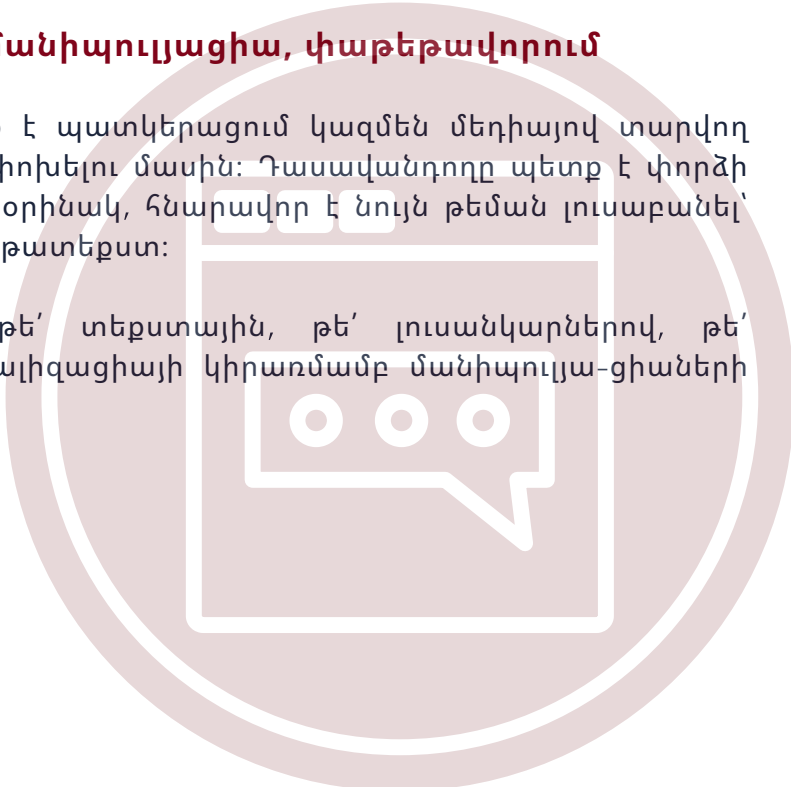 մանիպուլյացիա, փաթեթավորում
է պատկերացում կազմեն մեդիայով տարվող
փոխելու մասին: Դասավանդողը պետք է փորձի
օրինակ, հնարավոր է նույն թեման լուսաբանել՝
թատեքստ:
թե՛ տեքստային, թե՛ լուսանկարներով, թե՛
ալիզացիայի կիրառմամբ մանիպուլյա-ցիաների